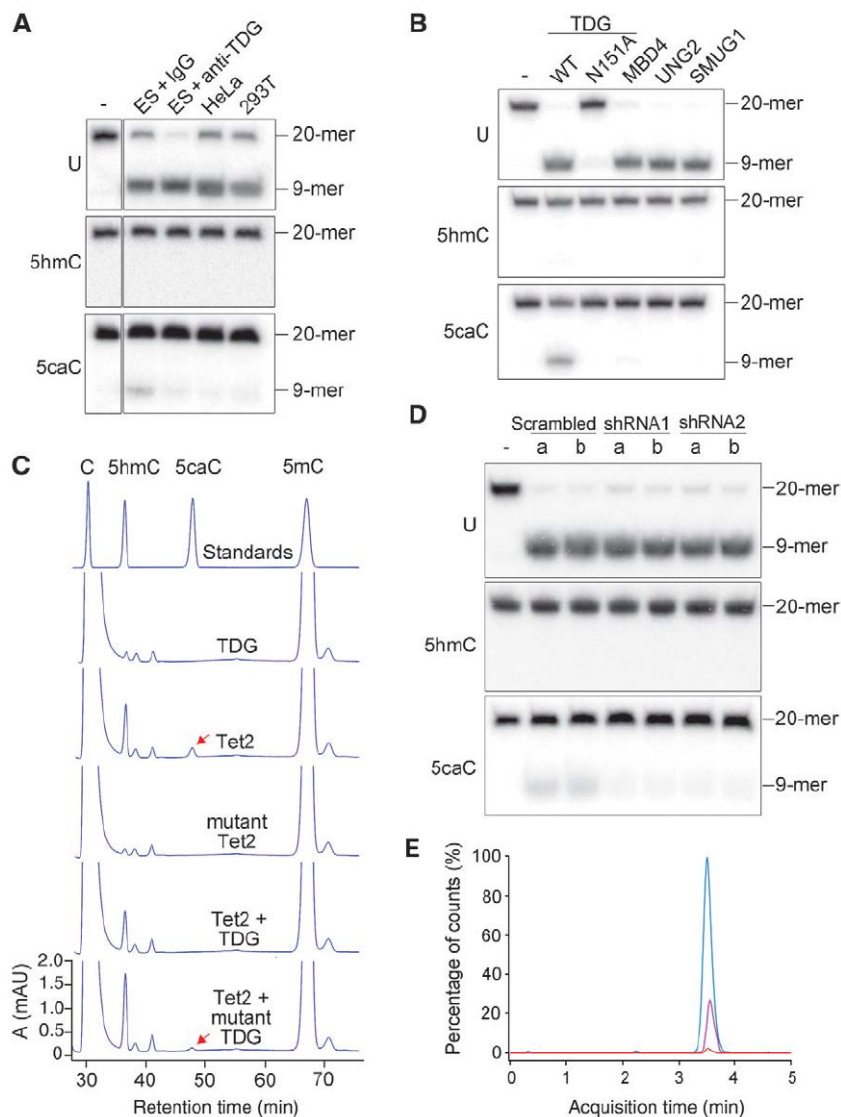 A
ES + IgG
ES + anti-TDG
HeLa
293T
-
U
20-mer
9-mer
5hmC
20-mer
5caC
20-mer
9-mer
B
TDG
-
WT
N151A
MBD4
UNG2
SMUG1
U
20-mer
9-mer
5hmC
20-mer
5caC
20-mer
9-mer
C
C 5hmC 5caC 5mC
Standards
TDG
Tet2
mutant
Tet2
Tet2 +
TDG
Tet2 +
mutant
TDG
A (mAU)
2.0
1.5
1.0
0.5
0
30 40 50 60 70
Retention time (min)
D
Scrambled shRNA1 shRNA2
- a b a b a b
U
20-mer
9-mer
5hmC
20-mer
5caC
20-mer
9-mer
E
Percentage of counts (%)
100
80
60
40
20
0
0 1 2 3 4 5
Acquisition time (min)